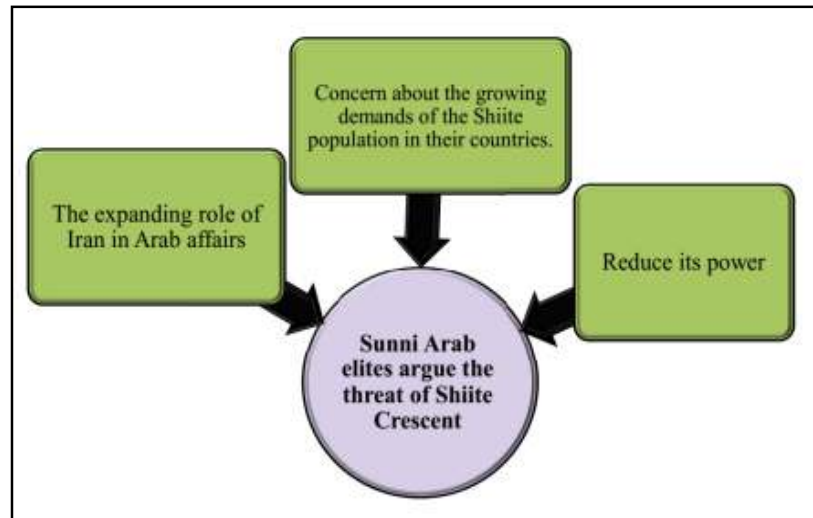 Concern about the growing
demands of the Shiite
population in their countries.
The expanding role of
Iran in Arab affairs
Reduce its power
Sunni Arab
elites argue the
threat of Shiite
Crescent